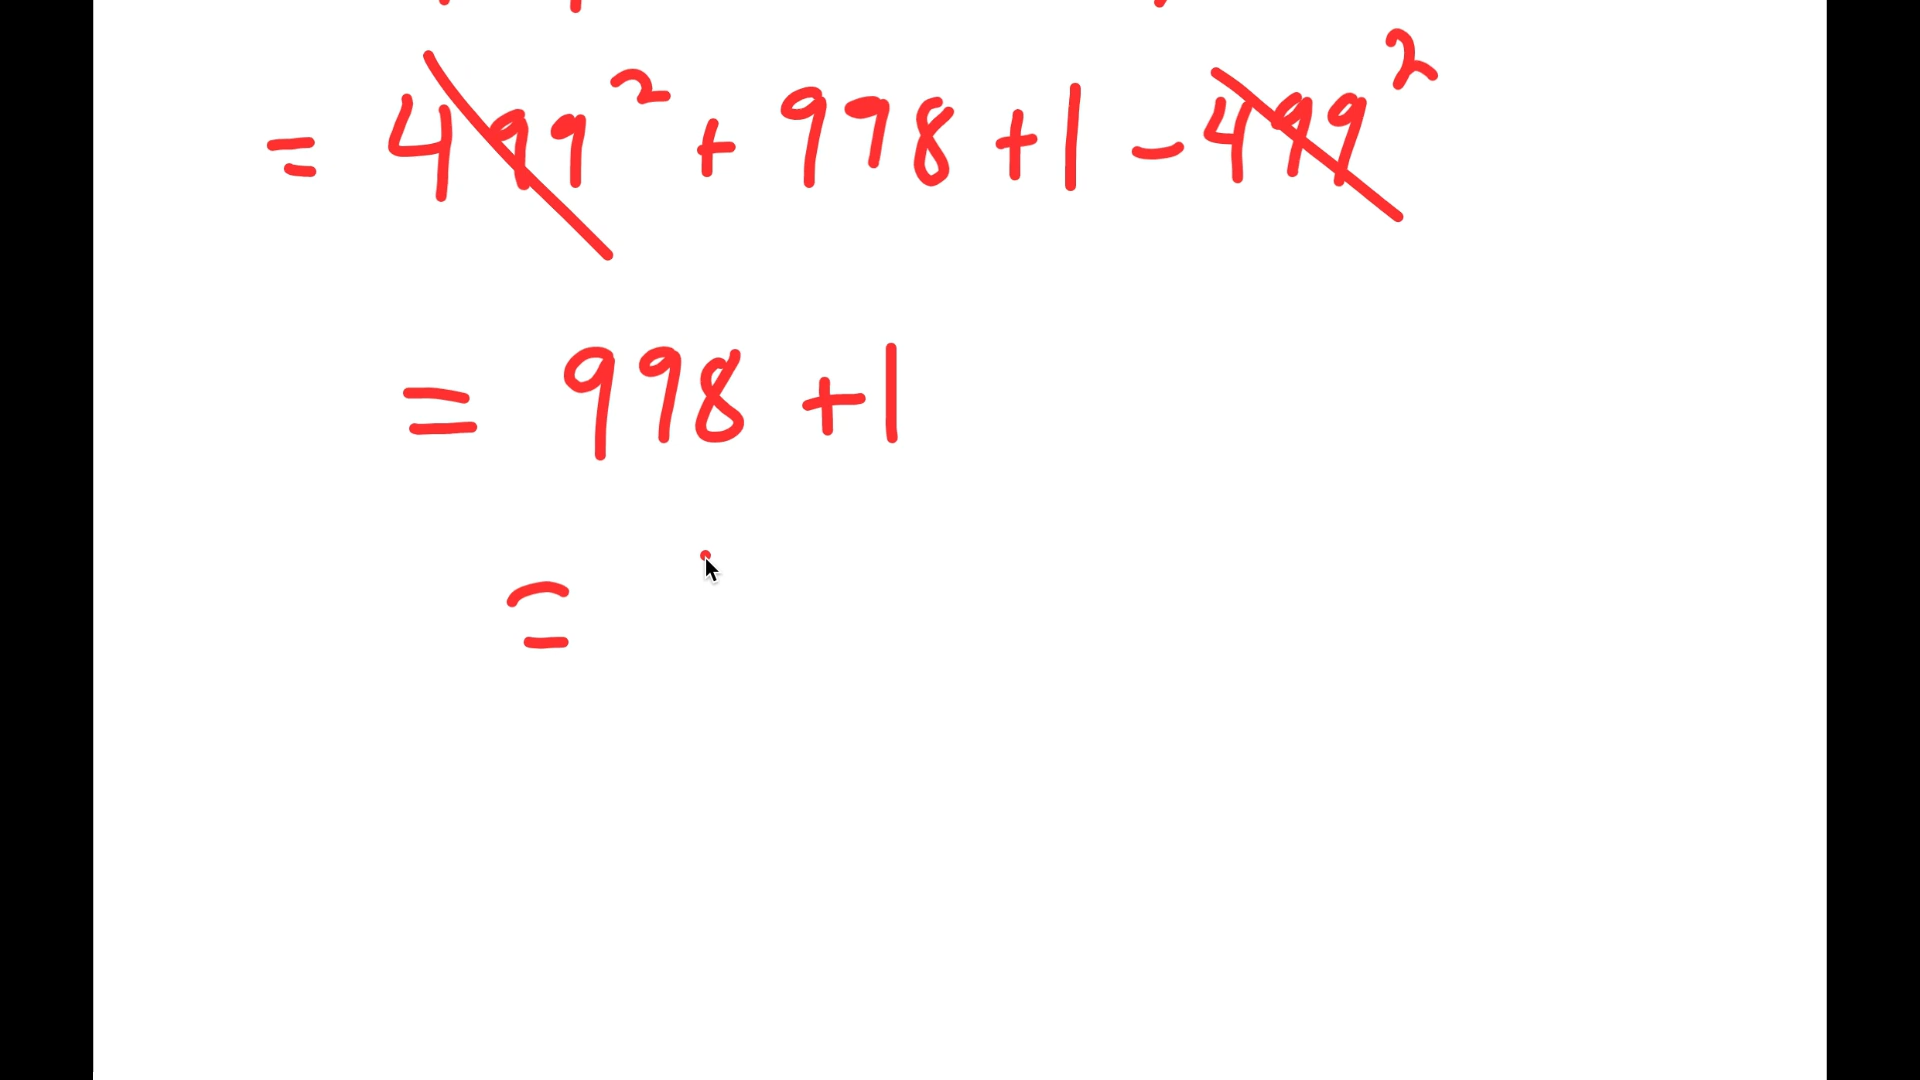 = 499² + 998 + 1 - 499²
= 998 + 1
=